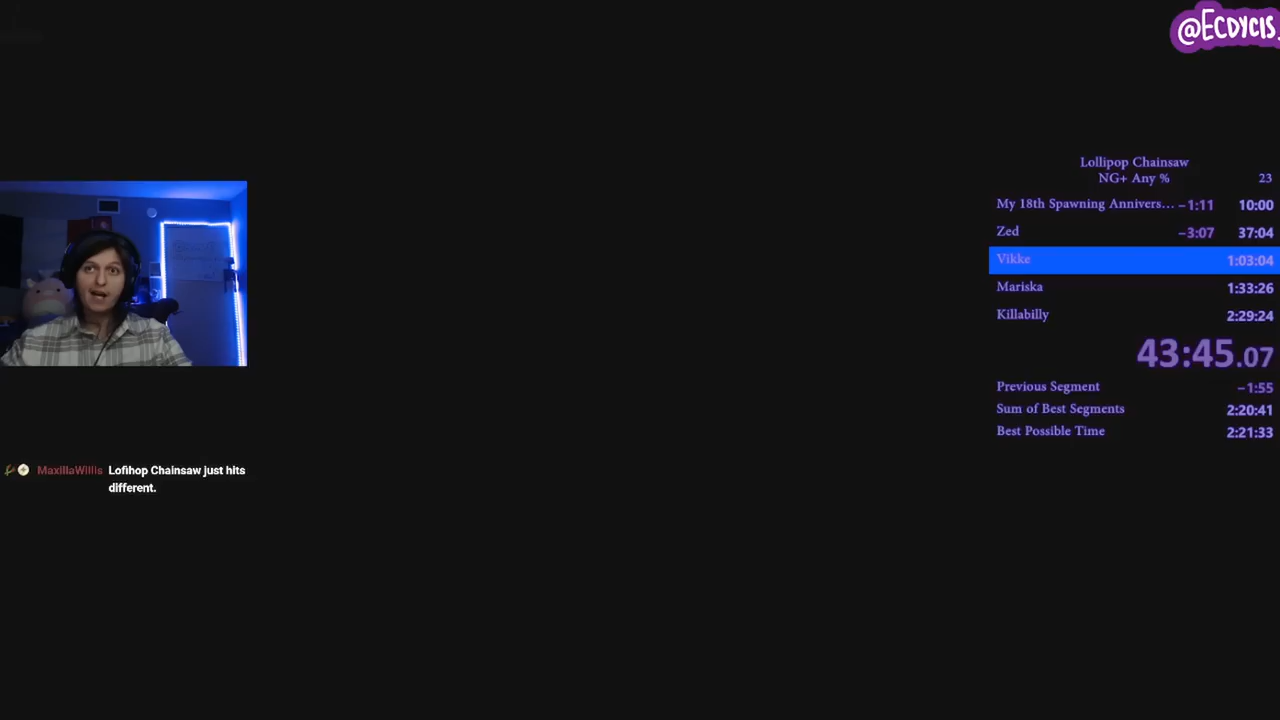 @ECDYCIS_
Lollipop Chainsaw
NG+ Any % 23
My 18th Spawning Annivers... −1:11 10:00
Zed −3:07 37:04
Vikke 1:03:04
Mariska 1:33:26
Killabilly 2:29:24
43:45.07
Previous Segment −1:55
Sum of Best Segments 2:20:41
Best Possible Time 2:21:33
MaxillaWillis Lofihop Chainsaw just hits
different.